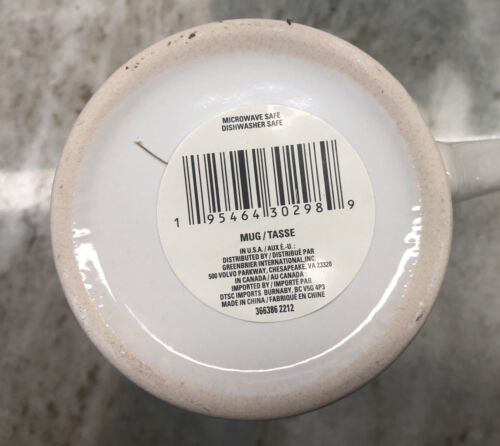 MICROWAVE SAFE
DISHWASHER SAFE
1 95464 30298 9
MUG / TASSE
IN U.S.A. / AUX É.-U. :
DISTRIBUTED BY / DISTRIBUÉ PAR
GREENBRIER INTERNATIONAL, INC.
500 VOLVO PARKWAY, CHESAPEAKE, VA 23320
IN CANADA / AU CANADA
IMPORTED BY / IMPORTÉ PAR
DTSC IMPORTS BURNABY, BC V5G 4P3
MADE IN CHINA / FABRIQUÉ EN CHINE
366386 2212